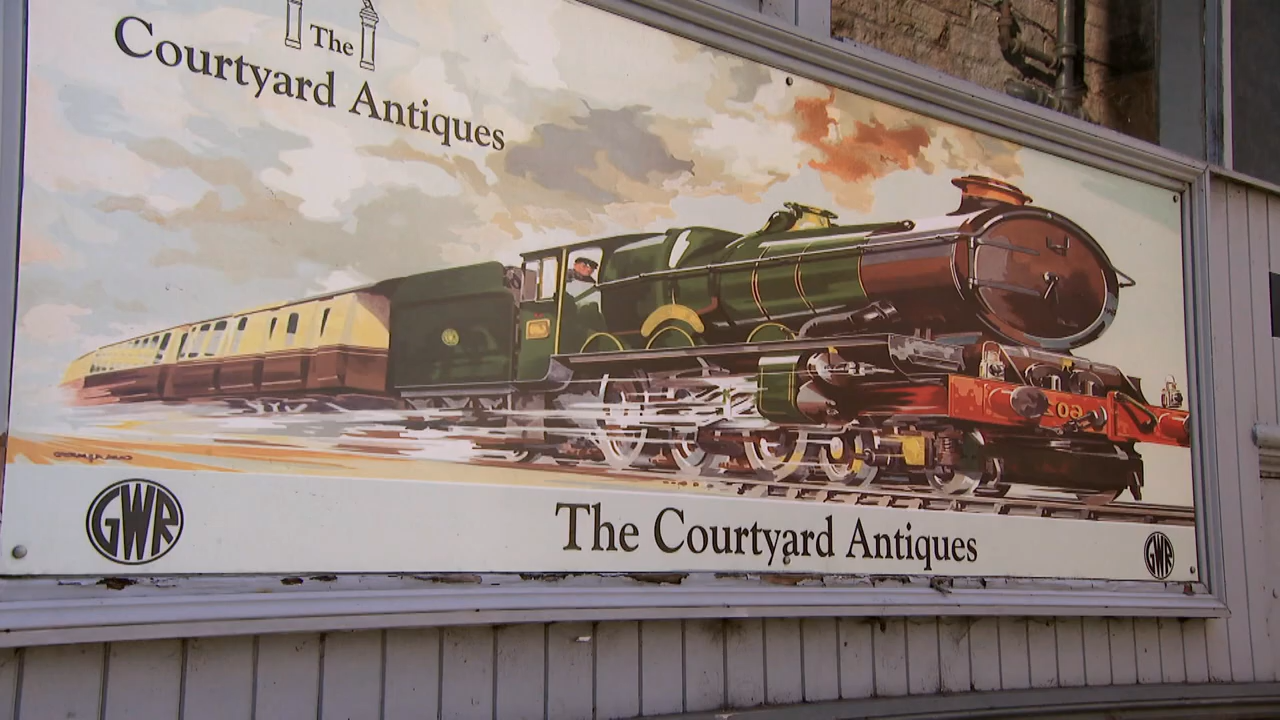 The
Courtyard Antiques
GWR
The Courtyard Antiques
GWR